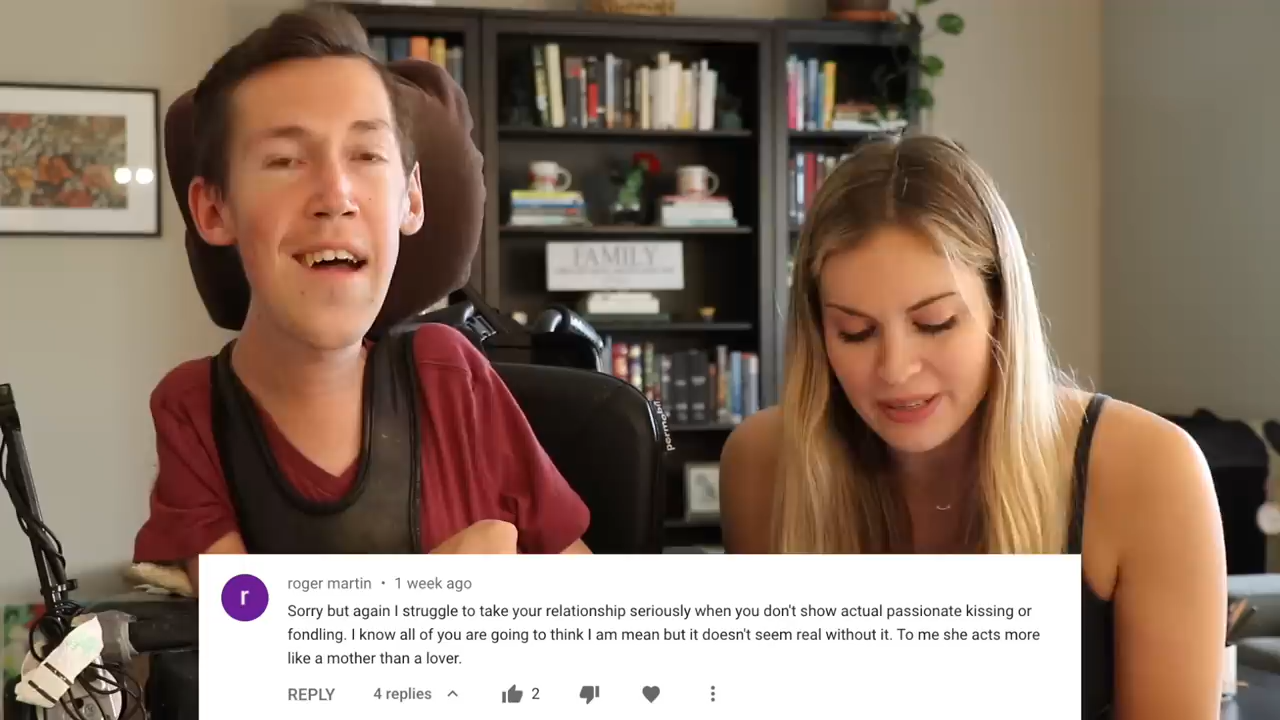 FAMILY
permobil
r
roger martin • 1 week ago
Sorry but again I struggle to take your relationship seriously when you don't show actual passionate kissing or
fondling. I know all of you are going to think I am mean but it doesn't seem real without it. To me she acts more
like a mother than a lover.
REPLY 4 replies 2